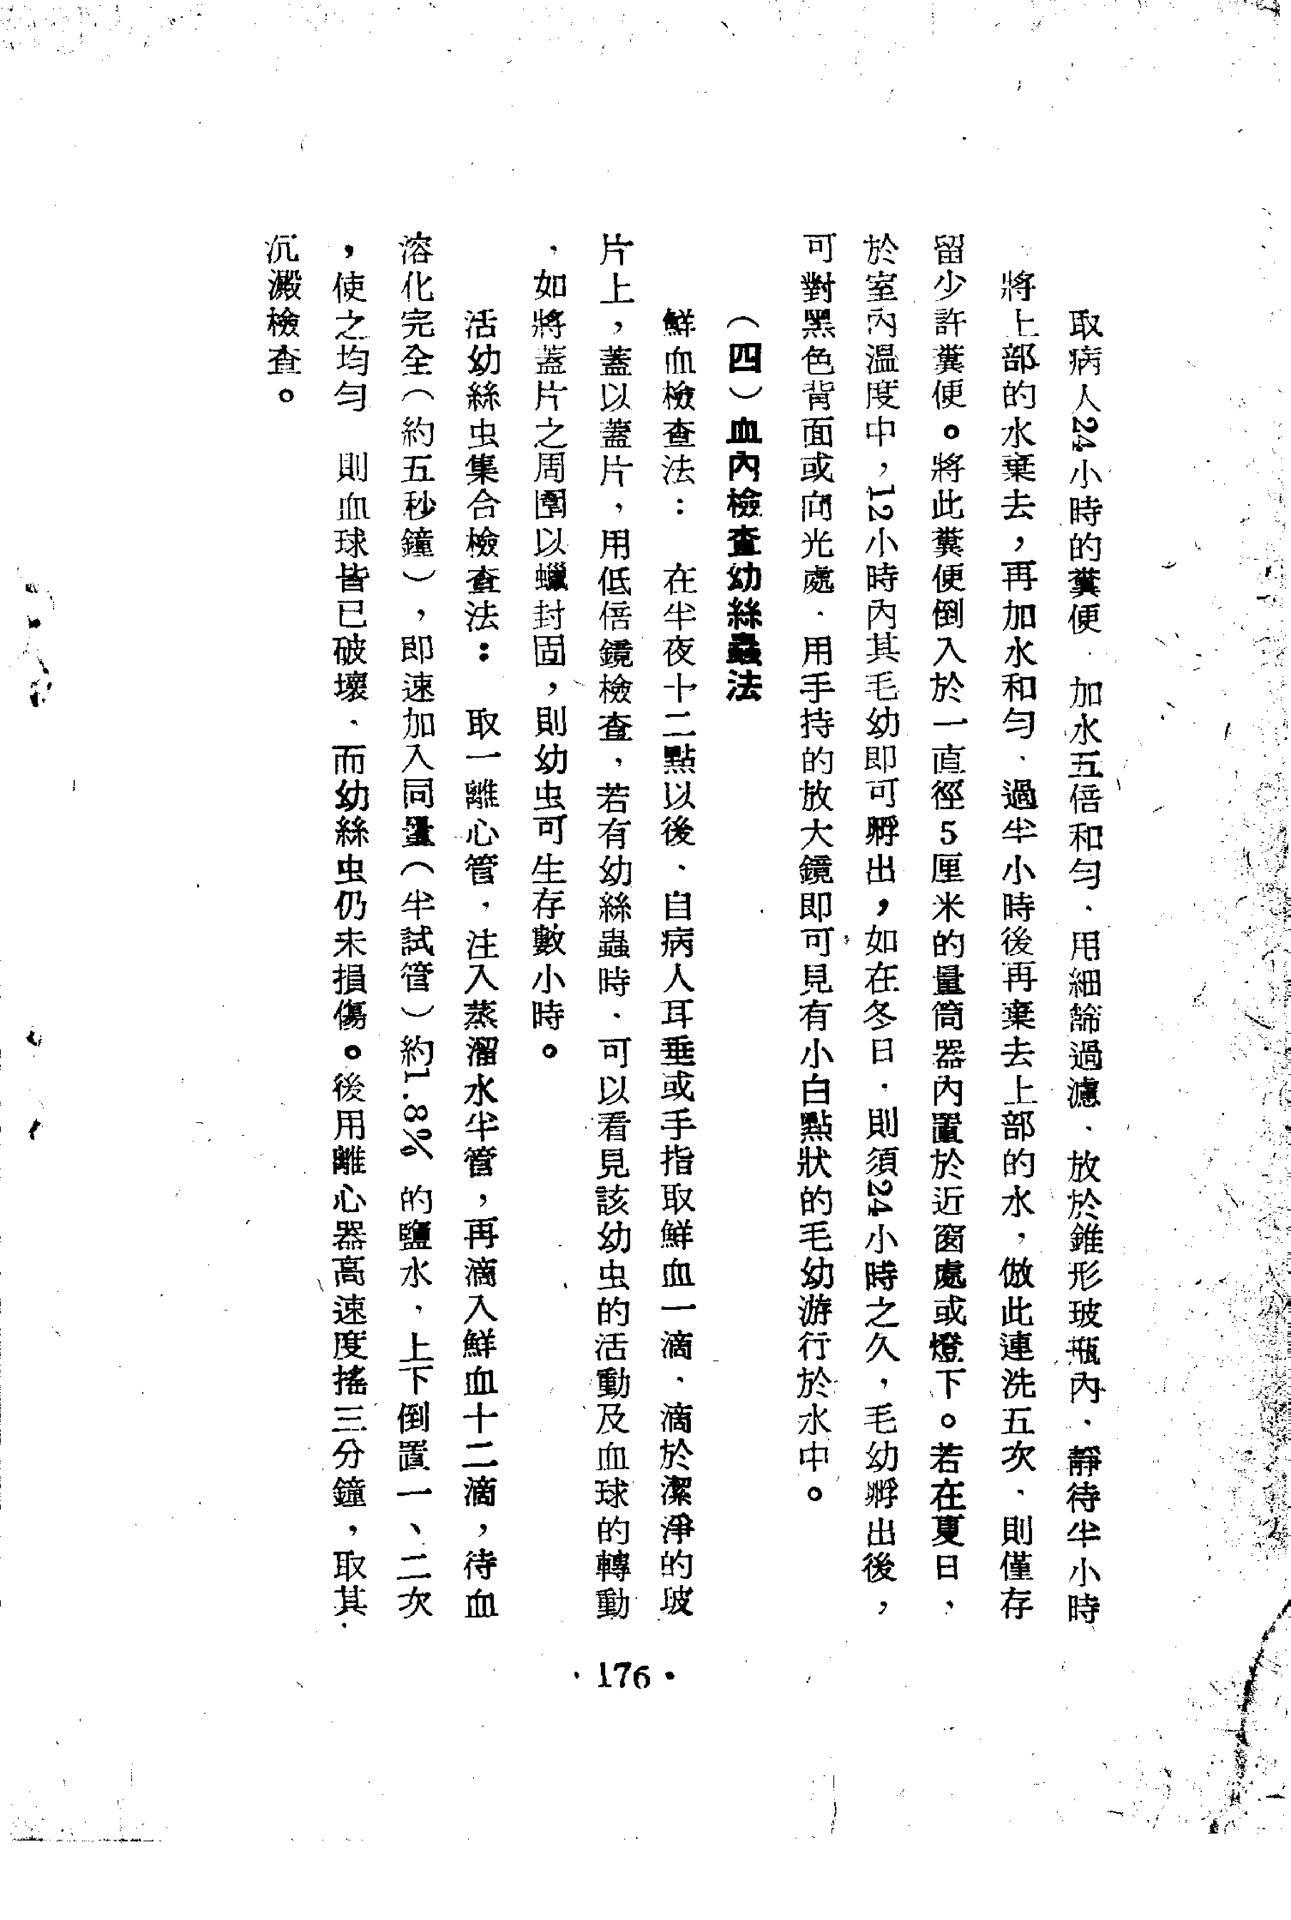 取病人24小時的糞便　加水五倍和勻、用細篩過濾、放於錐形玻瓶內、靜待半小時
，將上部的水棄去，再加水和勻、過半小時後再棄去上部的水，倣此連洗五次、則僅存
留少許糞便。將此糞便倒入於一直徑5厘米的量筒器內置於近窗處或燈下。若在夏日、
於室內溫度中，12小時內其毛幼即可孵出，如在冬日、則須24小時之久，毛幼孵出後，
可對黑色背面或向光處、用手持的放大鏡即可見有小白點狀的毛幼游行於水中。
（四）血內檢查幼絲蟲法
鮮血檢查法：　在半夜十二點以後、自病人耳垂或手指取鮮血一滴、滴於潔淨的玻
片上，蓋以蓋片，用低倍鏡檢查，若有幼絲蟲時、可以看見該幼虫的活動及血球的轉動
、如將蓋片之周圍以蠟封固，則幼虫可生存數小時。
活幼絲虫集合檢查法：　取一離心管，注入蒸溜水半管，再滴入鮮血十二滴，待血
溶化完全（約五秒鐘），即速加入同量（半試管）約1.8%的鹽水，上下倒置一、二次
，使之均勻　則血球皆已破壞、而幼絲虫仍未損傷。後用離心器高速度搖三分鐘，取其
沉澱檢查。
·176·